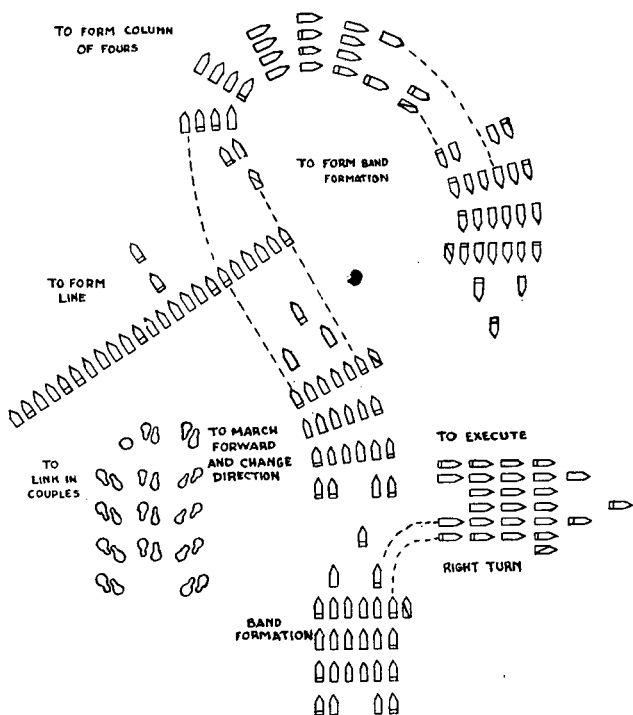 TO FORM COLUMN
OF FOURS
TO FORM BAND
FORMATION
TO FORM
LINE
TO MARCH
FORWARD
AND CHANGE
DIRECTION
TO
LINK IN
COUPLES
TO EXECUTE
RIGHT TURN
BAND
FORMATION